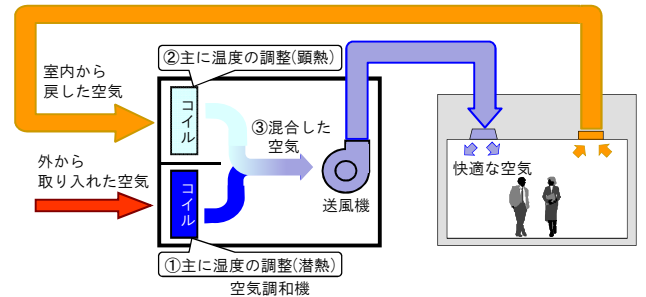 ②主に温度の調整(顕熱)
室内から
戻した空気
コイル
③混合した
空気
外から
取り入れた空気
コイル
送風機
快適な空気
①主に湿度の調整(潜熱)
空気調和機